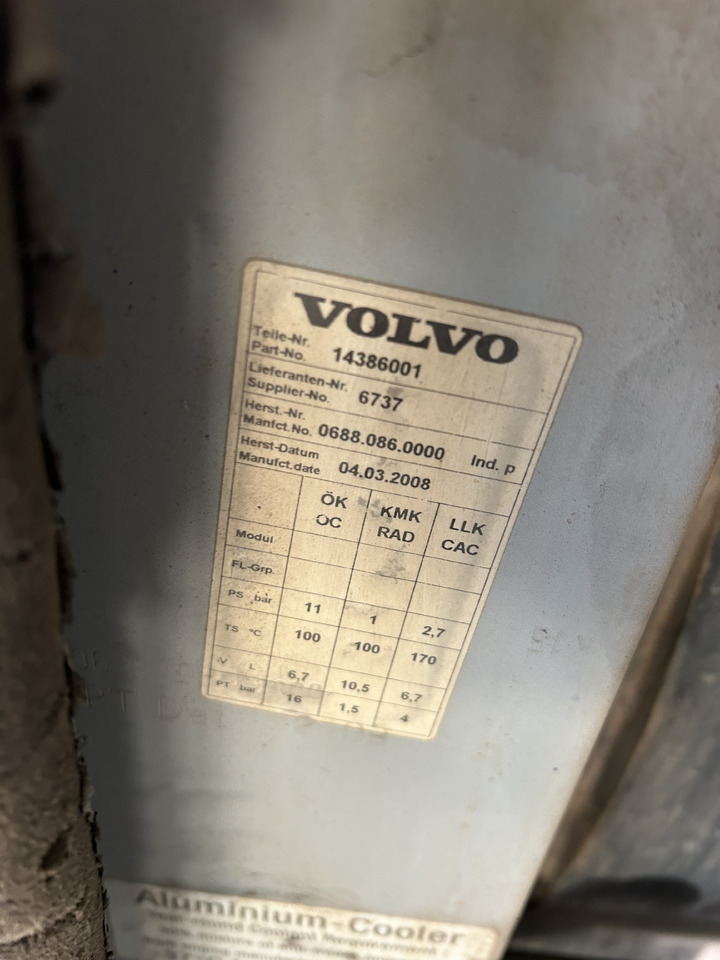 VOLVO
Teile-Nr.
Part-No. 14386001
Lieferanten-Nr.
Supplier-No. 6737
Herst.-Nr.
Manfct.No. 0688.086.0000 Ind. p
Herst-Datum
Manufct.date 04.03.2008
ÖK KMK LLK
OC RAD CAC
Modul
FL-Grp.
PS bar 11 1 2,7
TS °C 100 100 170
V L 6,7 10,5 6,7
PT bar 16 1,5 4
Aluminium-Cooler